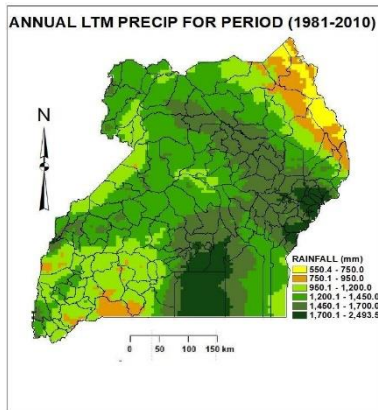 ANNUAL LTM PRECIP FOR PERIOD (1981-2010)
N
RAINFALL (mm)
550.4 - 750.0
750.1 - 950.0
950.1 - 1,200.0
1,200.1 - 1,450.0
1,450.1 - 1,700.0
1,700.1 - 2,493.5
0 50 100 150 km